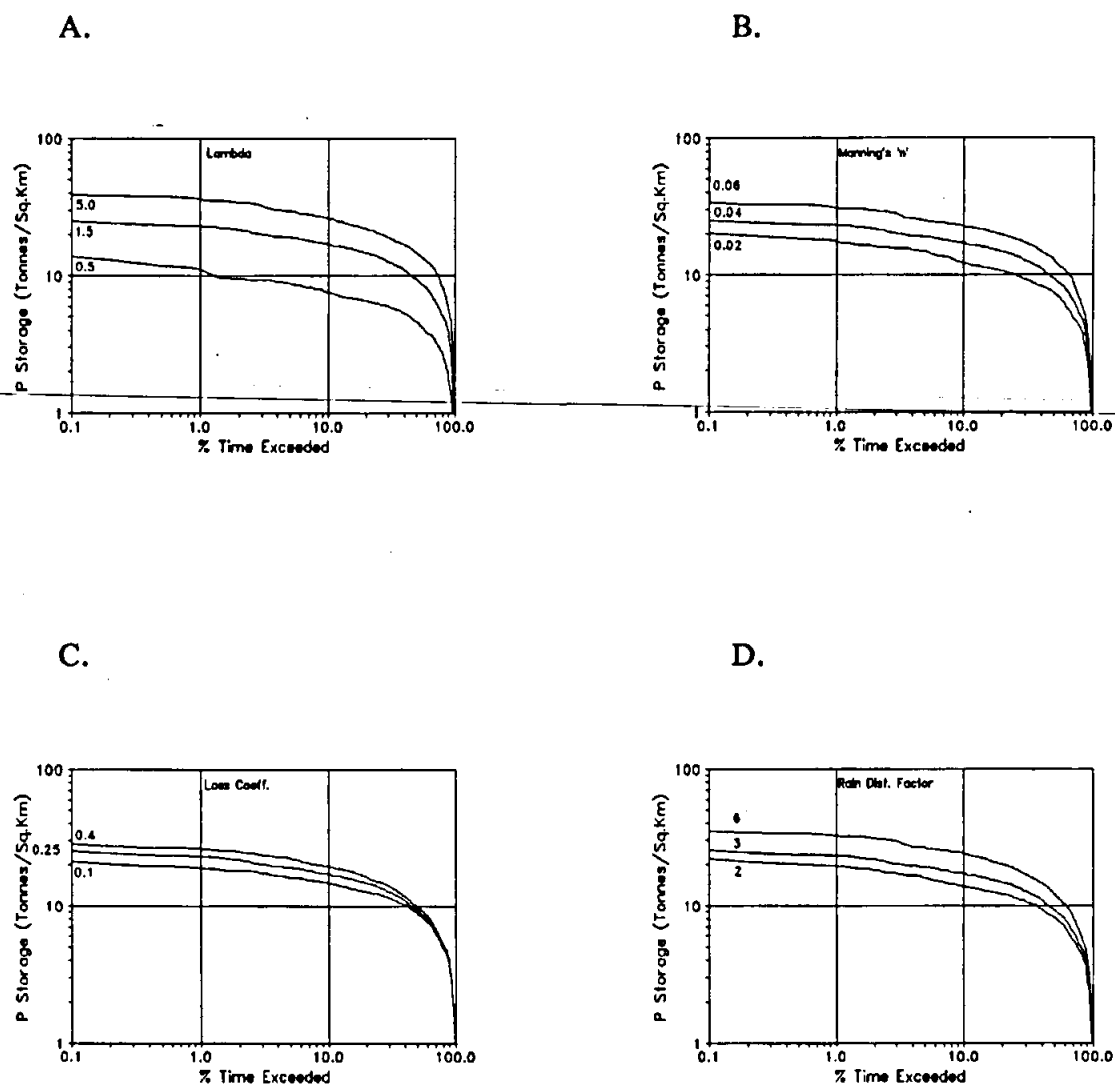 A.
B.
100
Lambda
5.0
1.5
0.5
10
1
P Storage (Tonnes/Sq.Km)
0.1
1.0
10.0
100.0
% Time Exceeded
100
Manning's 'n'
0.06
0.04
0.02
10
1
P Storage (Tonnes/Sq.Km)
0.1
1.0
10.0
100.0
% Time Exceeded
C.
D.
100
Loss Coeff.
0.4
0.25
0.1
10
1
P Storage (Tonnes/Sq.Km)
0.1
1.0
10.0
100.0
% Time Exceeded
100
Rain Dist. Factor
6
3
2
10
1
P Storage (Tonnes/Sq.Km)
0.1
1.0
10.0
100.0
% Time Exceeded